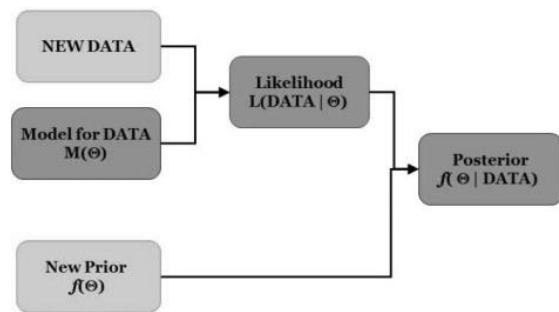 NEW DATA
Model for DATA
M(Θ)
Likelihood
L(DATA | Θ)
Posterior
f( Θ | DATA)
New Prior
f(Θ)